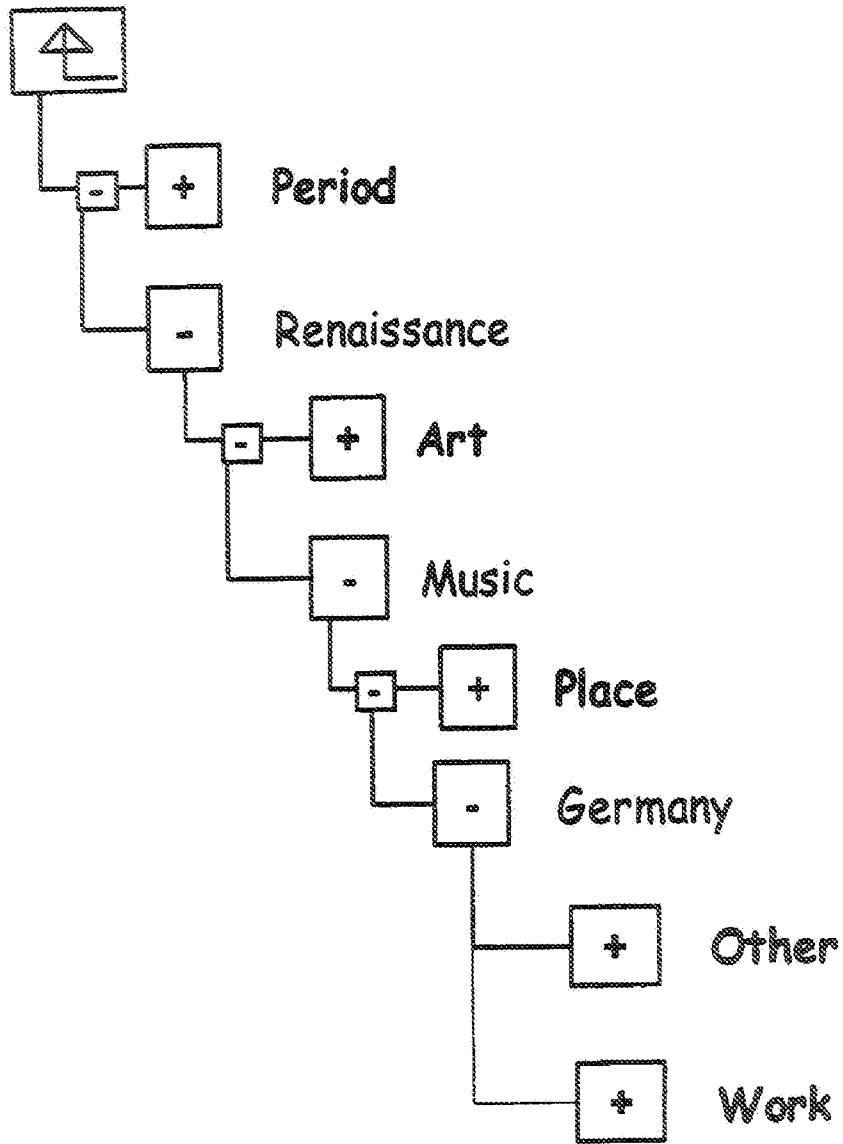 - + Period
- Renaissance
- + Art
- Music
- + Place
- Germany
+ Other
+ Work